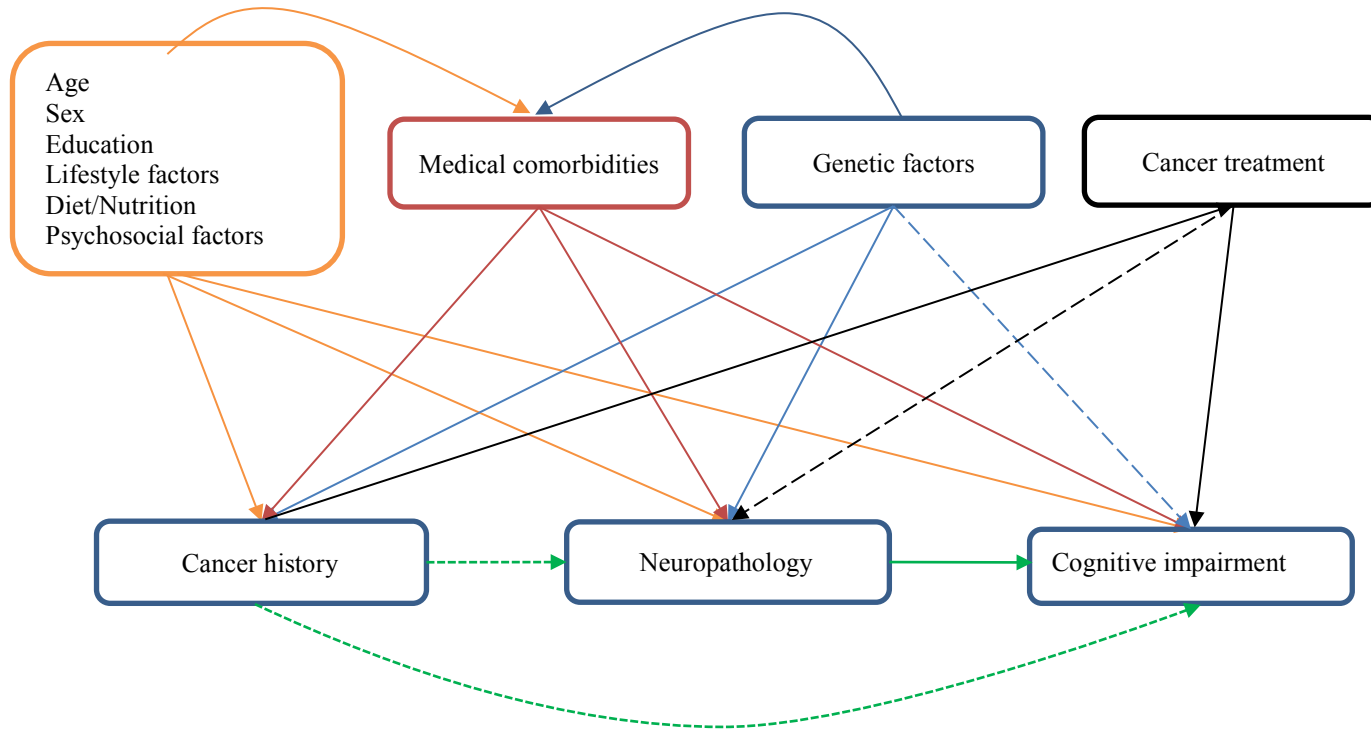 Age
Sex
Education
Lifestyle factors
Diet/Nutrition
Psychosocial factors
Medical comorbidities
Genetic factors
Cancer treatment
Cancer history
Neuropathology
Cognitive impairment